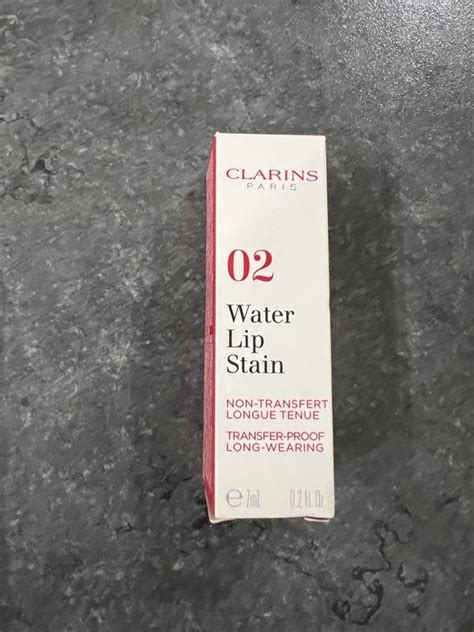 CLARINS
PARIS
02
Water
Lip
Stain
NON-TRANSFERT
LONGUE TENUE
TRANSFER-PROOF
LONG-WEARING
℮ 7mL 0.2 fl. Oz.